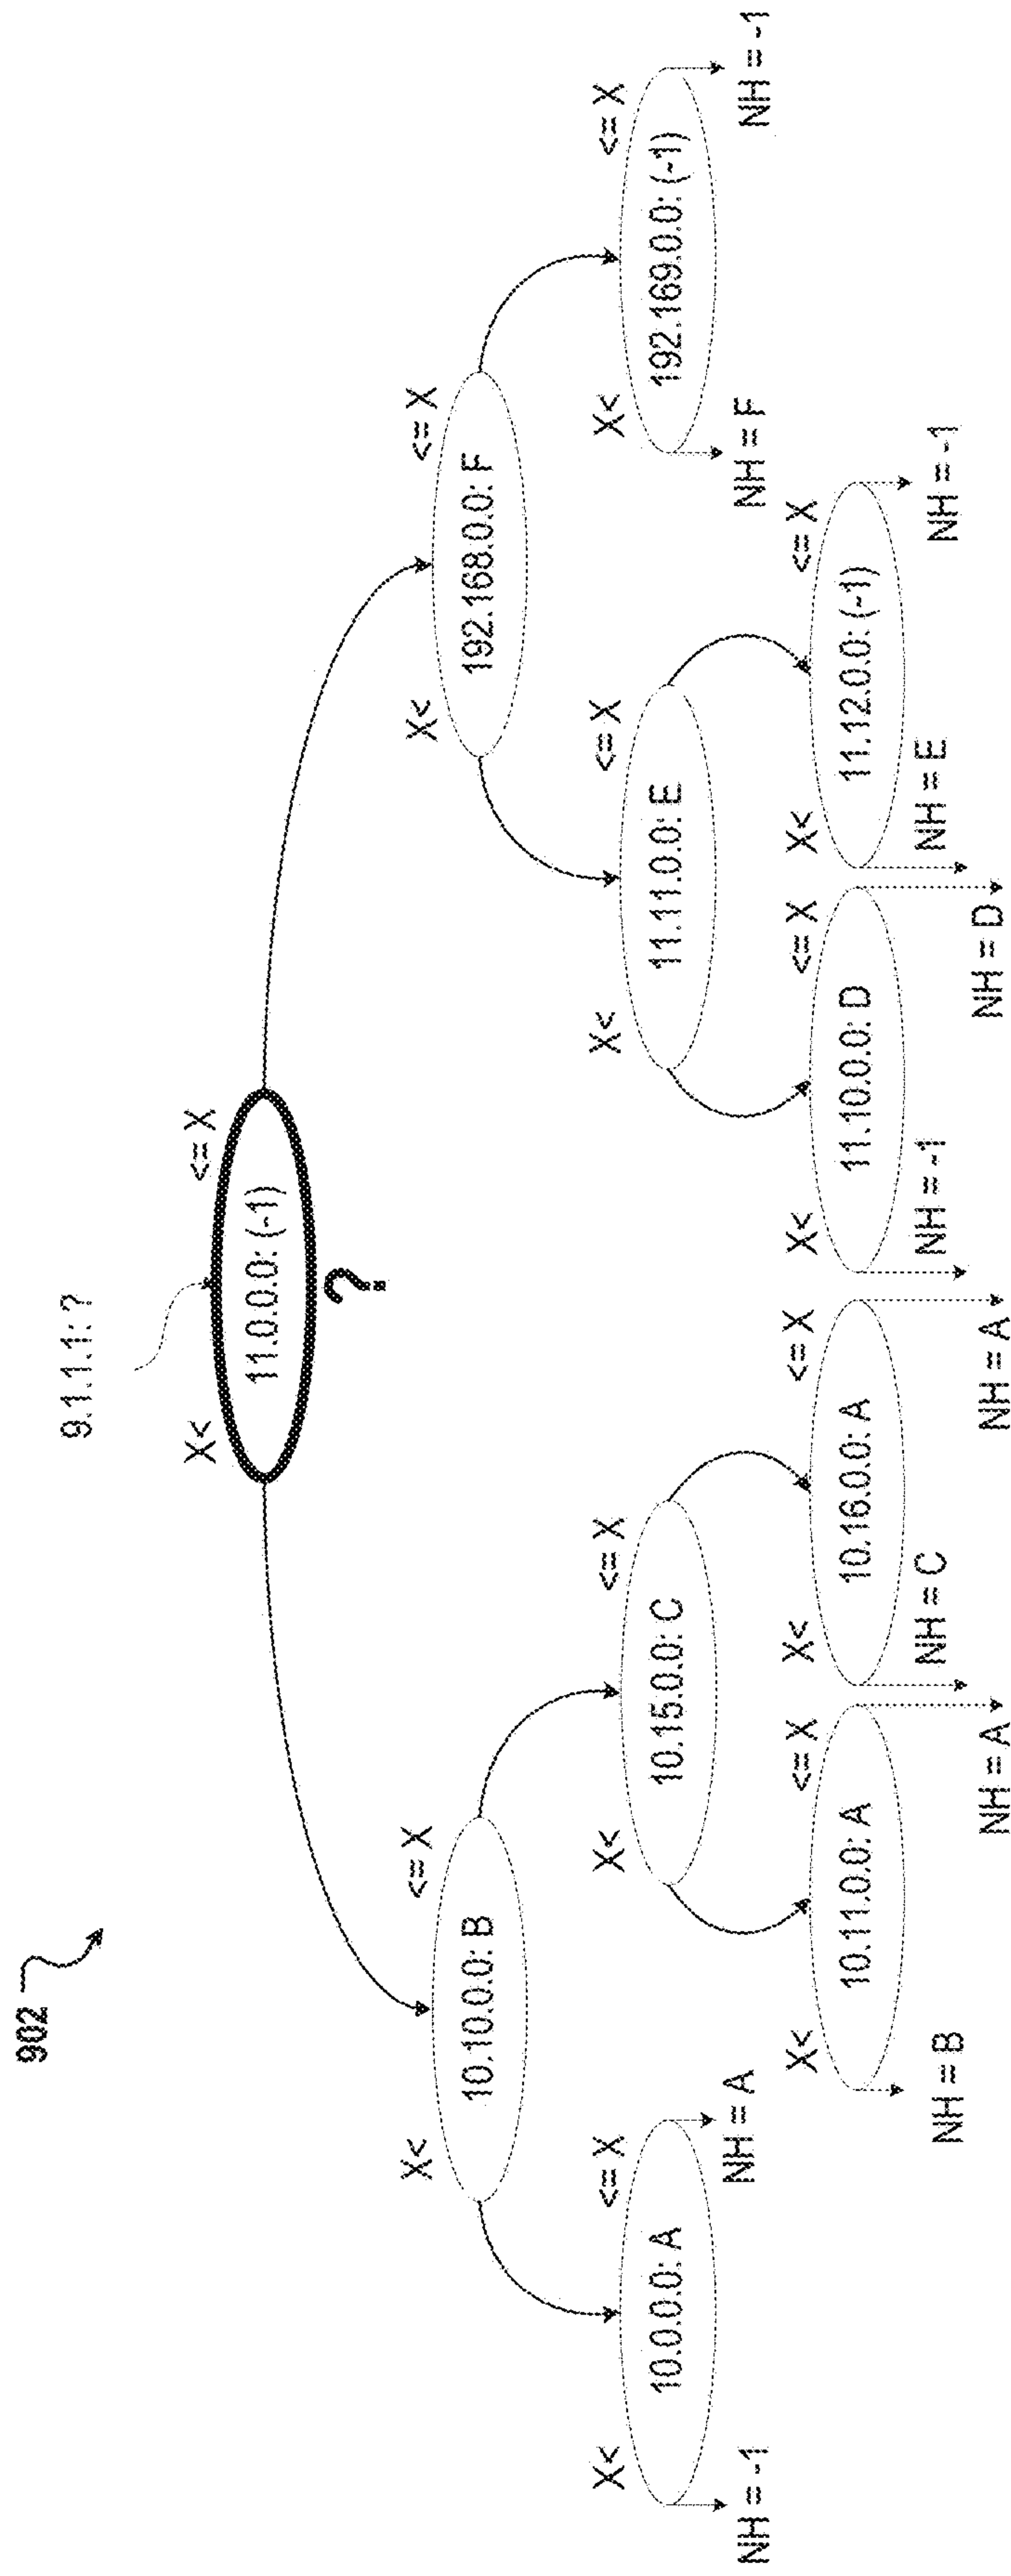 902
9.1.1.1: ?
X<
<= X
11.0.0.0: (-1)
?
X<
<= X
10.10.0.0: B
X<
<= X
192.168.0.0: F
X<
<= X
10.0.0.0: A
NH = -1
NH = A
X<
<= X
10.15.0.0: C
X<
<= X
11.11.0.0: E
X<
<= X
192.169.0.0: (-1)
NH = F
NH = -1
X<
<= X
10.11.0.0: A
NH = B
NH = A
X<
<= X
10.16.0.0: A
NH = C
NH = A
X<
<= X
11.10.0.0: D
NH = -1
NH = D
X<
<= X
11.12.0.0: (-1)
NH = E
NH = -1